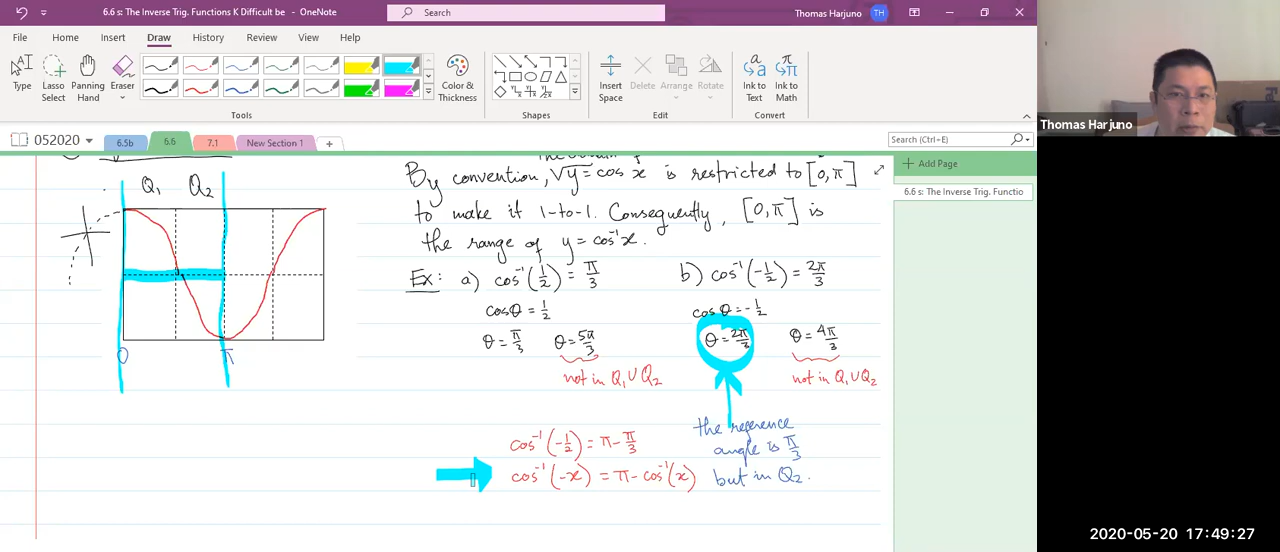 6.6 s: The Inverse Trig. Functions K Difficult be - OneNote
Search
Thomas Harjuno
TH
File Home Insert Draw History Review View Help
Type
Lasso Select
Panning Hand
Eraser
Color & Thickness
Insert Space
Delete
Arrange
Rotate
Ink to Text
Ink to Math
Tools
Shapes
Edit
Convert
Thomas Harjuno
052020
6.5b
6.6
7.1
New Section 1
Search (Ctrl+E)
Add Page
6.6 s: The Inverse Trig. Functio
Q₁ Q₂
0 π
By convention, √y = cos x is restricted to [0, π]
to make it 1-to-1. Consequently, [0, π] is
the range of y = cos⁻¹x.
Ex: a) cos⁻¹(1/2) = π/3
cosθ = 1/2
θ = π/3 θ = 5π/3
not in Q₁ ∪ Q₂
b) cos⁻¹(-1/2) = 2π/3
cos θ = -1/2
θ = 2π/3 θ = 4π/3
not in Q₁ ∪ Q₂
cos⁻¹(-1/2) = π - π/3
cos⁻¹(-x) = π - cos⁻¹(x)
the reference
angle is π/3
but in Q₂.
2020-05-20 17:49:27